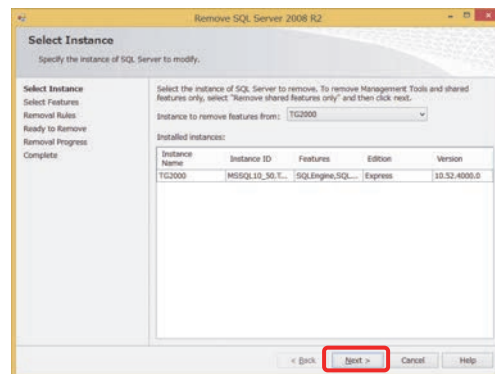 Remove SQL Server 2008 R2
Select Instance
Specify the instance of SQL Server to modify.
Select Instance
Select Features
Removal Rules
Ready to Remove
Removal Progress
Complete
Select the instance of SQL Server to remove. To remove Management Tools and shared
features only, select "Remove shared features only" and then click next.
Instance to remove features from: TG2000
Installed instances:
Instance Name Instance ID Features Edition Version
TG2000 MSSQL10_50.T... SQLEngine,SQL... Express 10.52.4000.0
< Back Next > Cancel Help